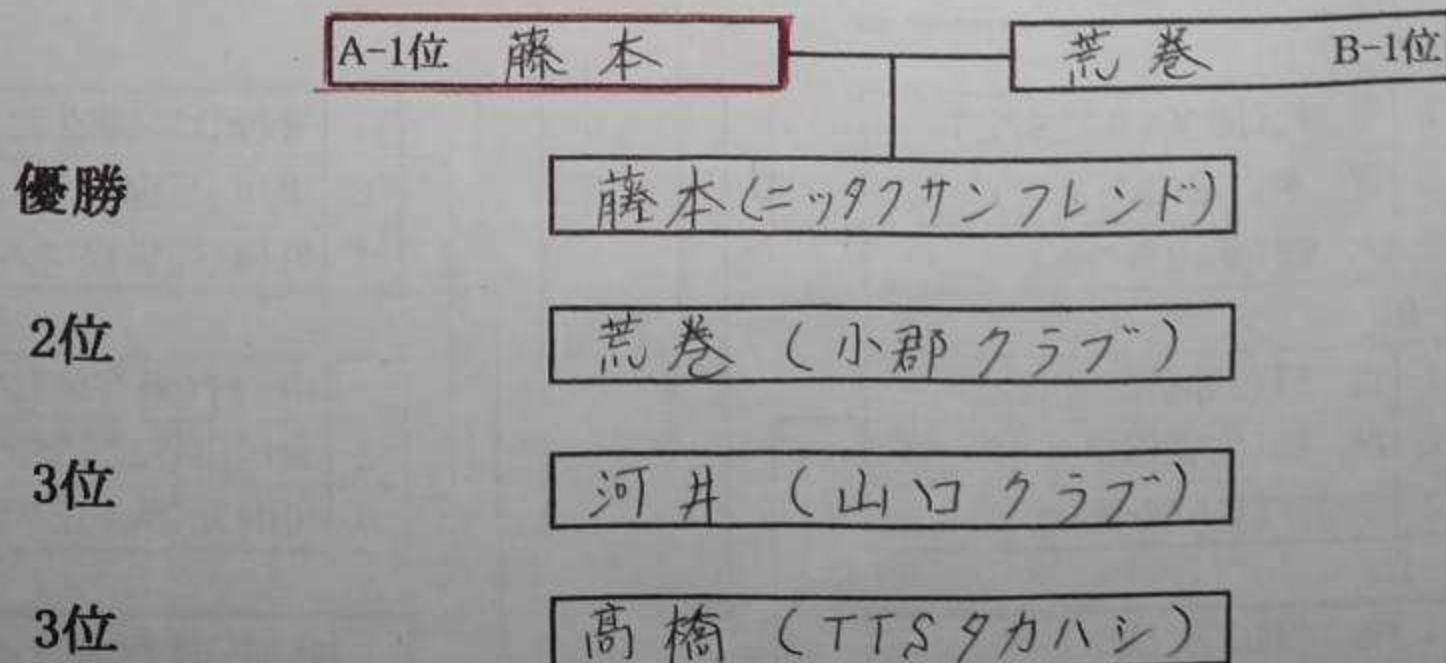 A-1位 藤本 荒巻 B-1位
優勝 藤本(ニッタクサンフレンド)
2位 荒巻(小郡クラブ)
3位 河井(山口クラブ)
3位 高橋(TTSタカハシ)